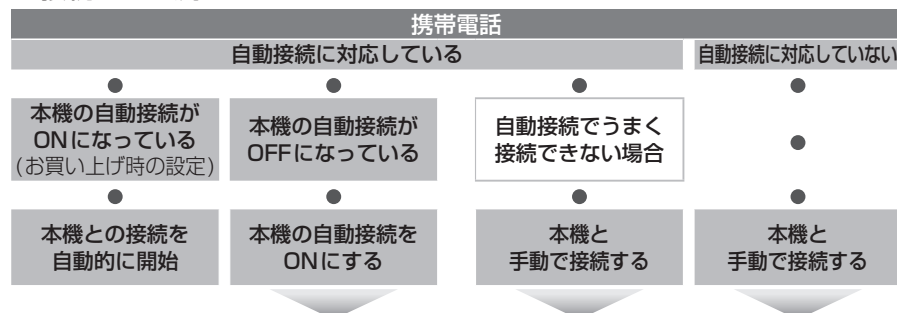 携帯電話
自動接続に対応している
自動接続に対応していない
本機の自動接続が
ONになっている
(お買い上げ時の設定)
本機の自動接続が
OFFになっている
自動接続でうまく
接続できない場合
本機との接続を
自動的に開始
本機の自動接続を
ONにする
本機と
手動で接続する
本機と
手動で接続する